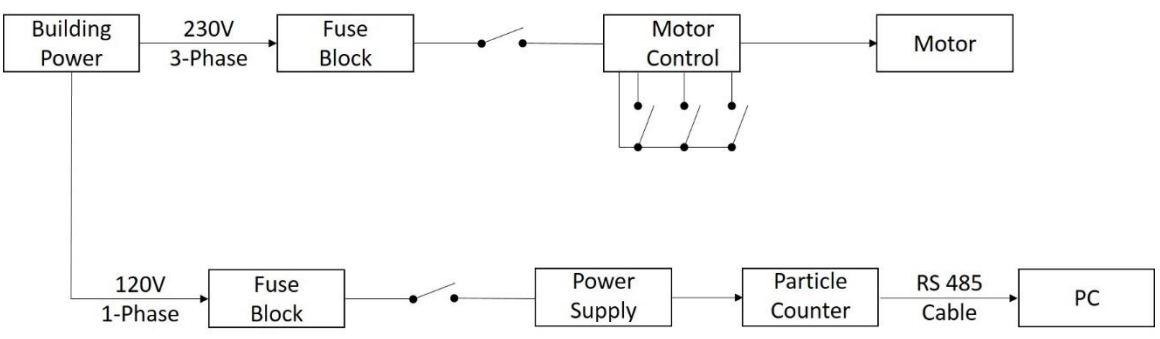 Building
Power
230V
3-Phase
Fuse
Block
Motor
Control
Motor
120V
1-Phase
Fuse
Block
Power
Supply
Particle
Counter
RS 485
Cable
PC